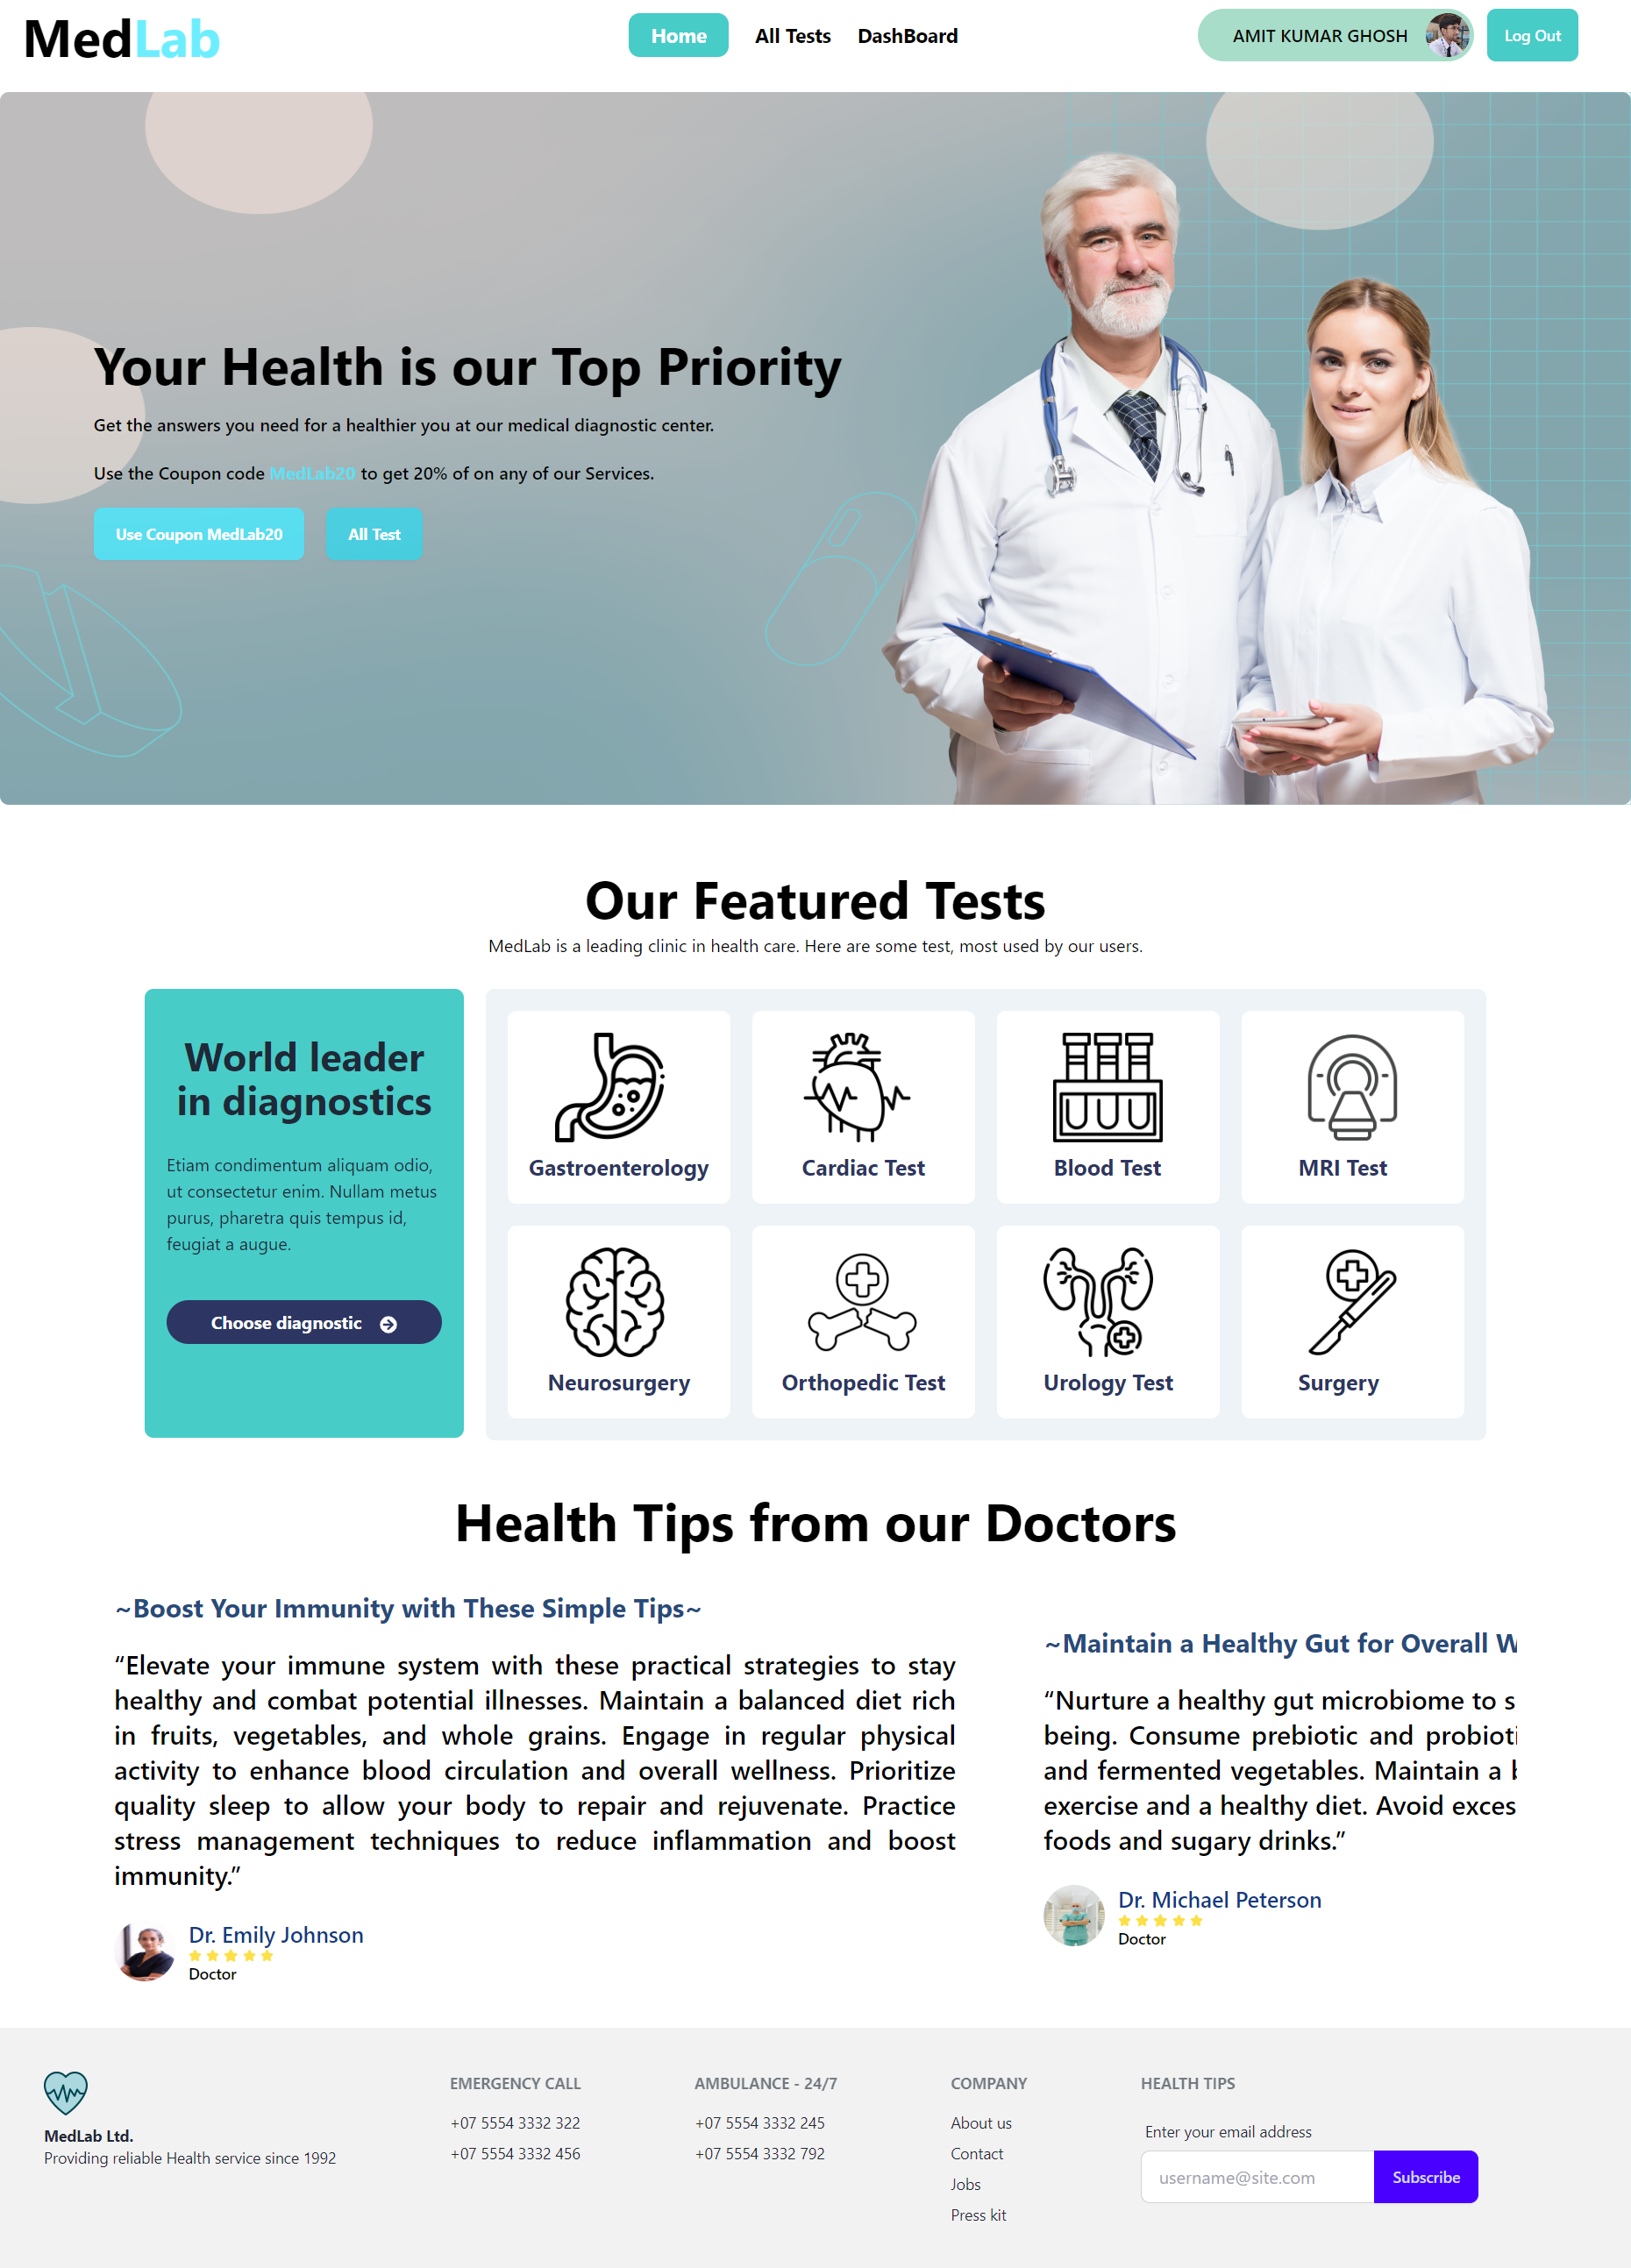 MedLab
Home
All Tests
DashBoard
AMIT KUMAR GHOSH
Log Out
Your Health is our Top Priority
Get the answers you need for a healthier you at our medical diagnostic center.
Use the Coupon code MedLab20 to get 20% of on any of our Services.
Use Coupon MedLab20
All Test
Our Featured Tests
MedLab is a leading clinic in health care. Here are some test, most used by our users.
World leader
in diagnostics
Etiam condimentum aliquam odio,
ut consectetur enim. Nullam metus
purus, pharetra quis tempus id,
feugiat a augue.
Choose diagnostic
Gastroenterology
Cardiac Test
Blood Test
MRI Test
Neurosurgery
Orthopedic Test
Urology Test
Surgery
Health Tips from our Doctors
~Boost Your Immunity with These Simple Tips~
“Elevate your immune system with these practical strategies to stay
healthy and combat potential illnesses. Maintain a balanced diet rich
in fruits, vegetables, and whole grains. Engage in regular physical
activity to enhance blood circulation and overall wellness. Prioritize
quality sleep to allow your body to repair and rejuvenate. Practice
stress management techniques to reduce inflammation and boost
immunity.”
Dr. Emily Johnson
Doctor
~Maintain a Healthy Gut for Overall W
“Nurture a healthy gut microbiome to s
being. Consume prebiotic and probioti
and fermented vegetables. Maintain a b
exercise and a healthy diet. Avoid exces
foods and sugary drinks.”
Dr. Michael Peterson
Doctor
MedLab Ltd.
Providing reliable Health service since 1992
EMERGENCY CALL
+07 5554 3332 322
+07 5554 3332 456
AMBULANCE - 24/7
+07 5554 3332 245
+07 5554 3332 792
COMPANY
About us
Contact
Jobs
Press kit
HEALTH TIPS
Enter your email address
username@site.com
Subscribe